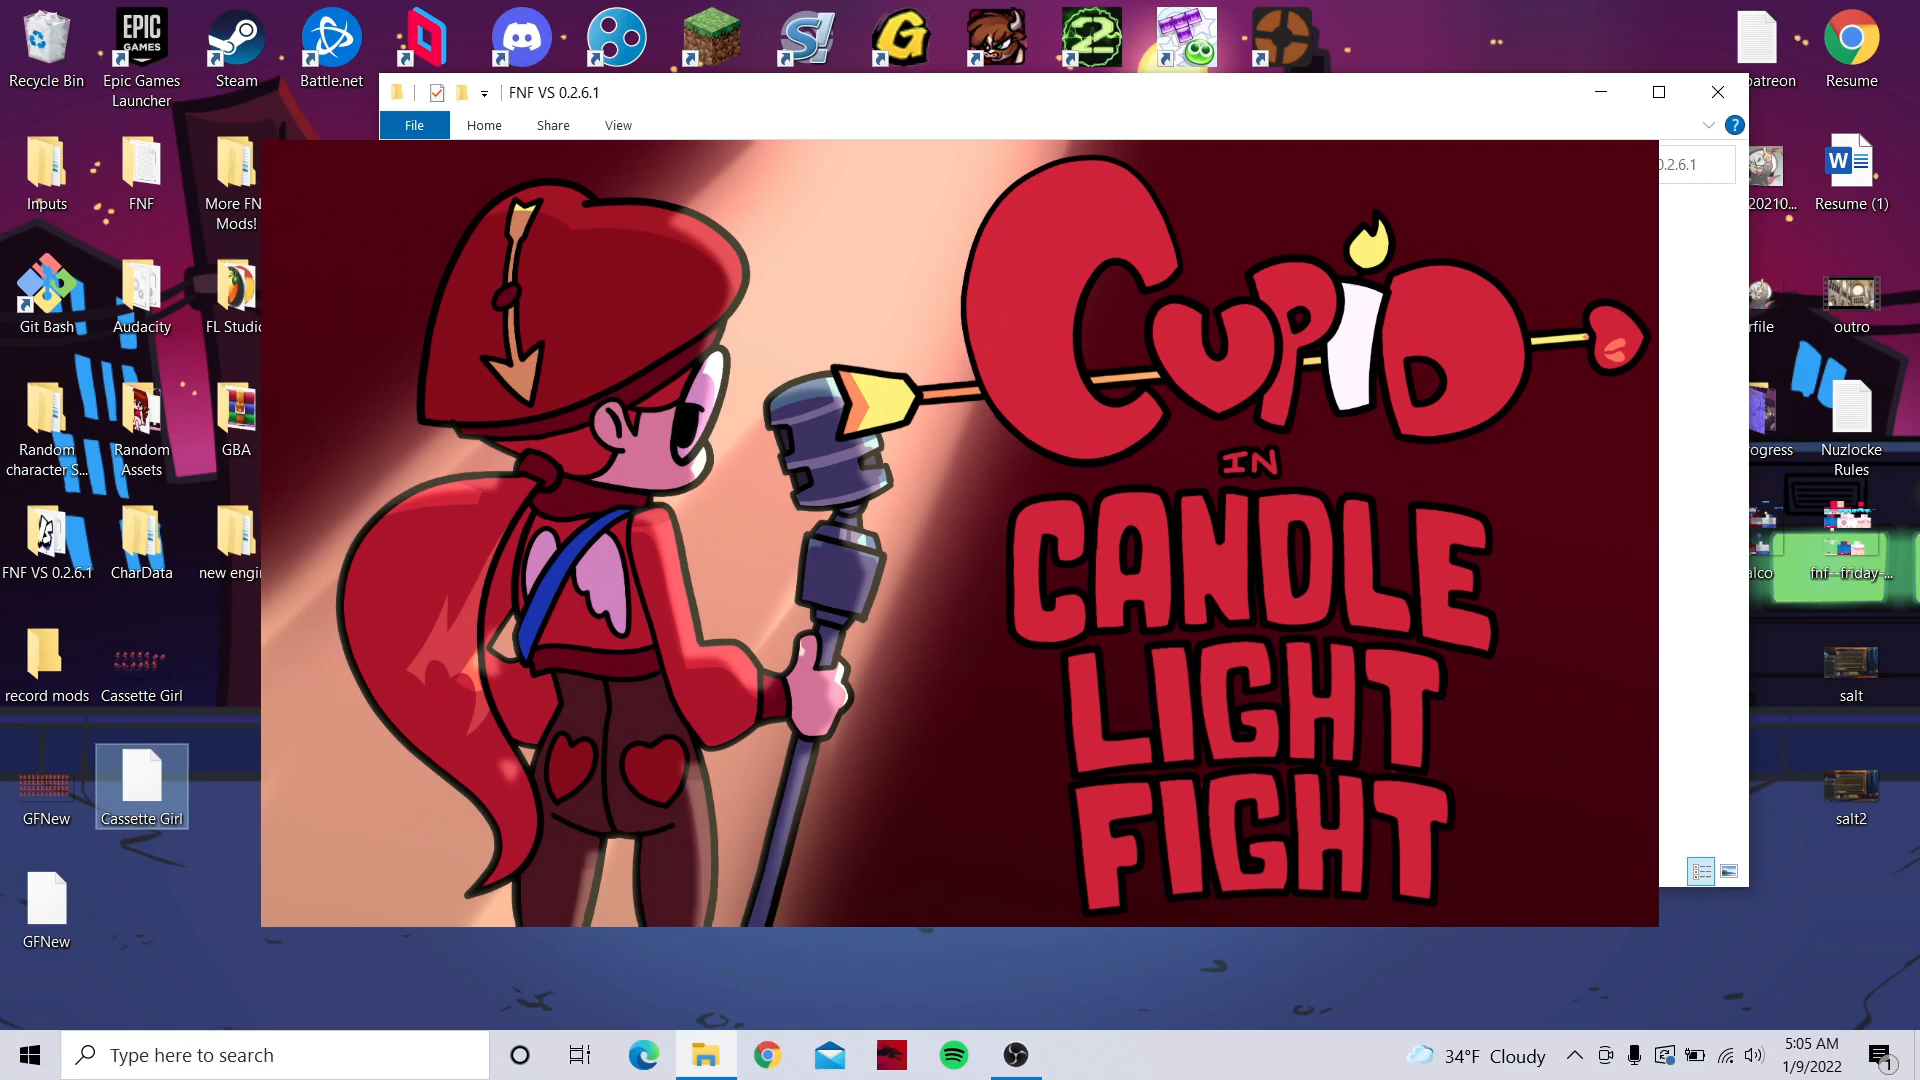 Recycle Bin
EPIC GAMES
Epic Games Launcher
Steam
Battle.net
FNF VS 0.2.6.1
File Home Share View
?
0.2.6.1
CUPID
IN
CANDLE
LIGHT
FIGHT
Inputs
FNF
More FN
Mods!
Git Bash
Audacity
FL Studio
Random character S...
Random Assets
GBA
FNF VS 0.2.6.1
CharData
new engi
record mods
Cassette Girl
GFNew
Cassette Girl
GFNew
patreon
Resume
20210...
Resume (1)
rfile
outro
rogress
Nuzlocke Rules
alco
fnf--friday-...
salt
salt2
Type here to search
34°F Cloudy
5:05 AM
1/9/2022
1